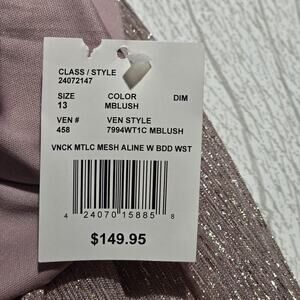 CLASS / STYLE
24072147
SIZE COLOR DIM
13 MBLUSH
VEN # VEN STYLE
458 7994WT1C MBLUSH
VNCK MTLC MESH ALINE W BDD WST
4 24070 15885 8
$149.95